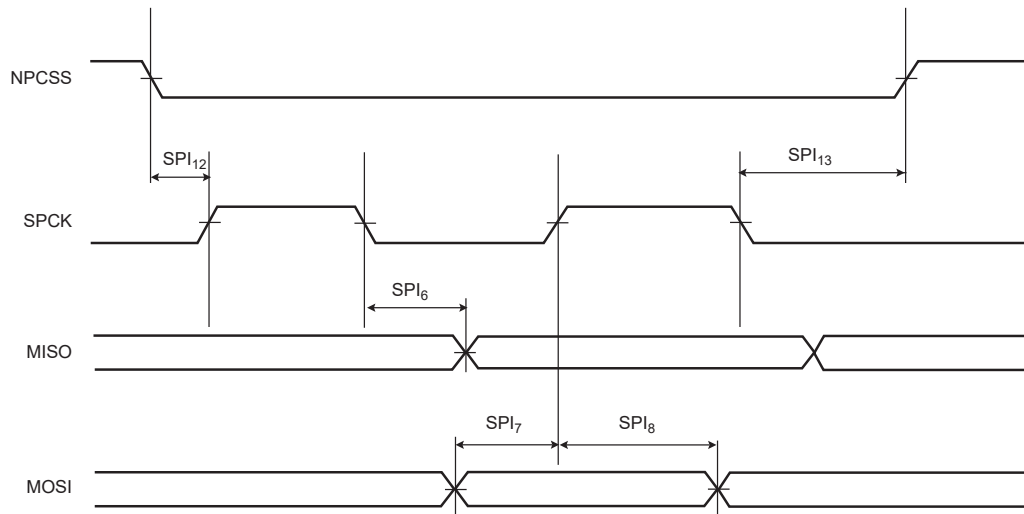 NPCSS
SPI₁₂
SPI₁₃
SPCK
SPI₆
MISO
SPI₇
SPI₈
MOSI